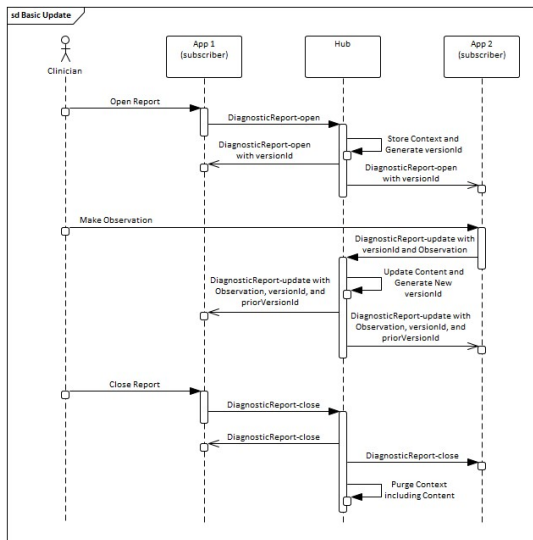 sd Basic Update
App 1
(subscriber)
Hub
App 2
(subscriber)
Clinician
Open Report
DiagnosticReport-open
Store Context and
Generate versionId
DiagnosticReport-open
with versionId
DiagnosticReport-open
with versionId
Make Observation
DiagnosticReport-update with
versionId and Observation
Update Content and
Generate New
versionId
DiagnosticReport-update with
Observation, versionId, and
priorVersionId
DiagnosticReport-update with
Observation, versionId, and
priorVersionId
Close Report
DiagnosticReport-close
DiagnosticReport-close
DiagnosticReport-close
Purge Context
including Content